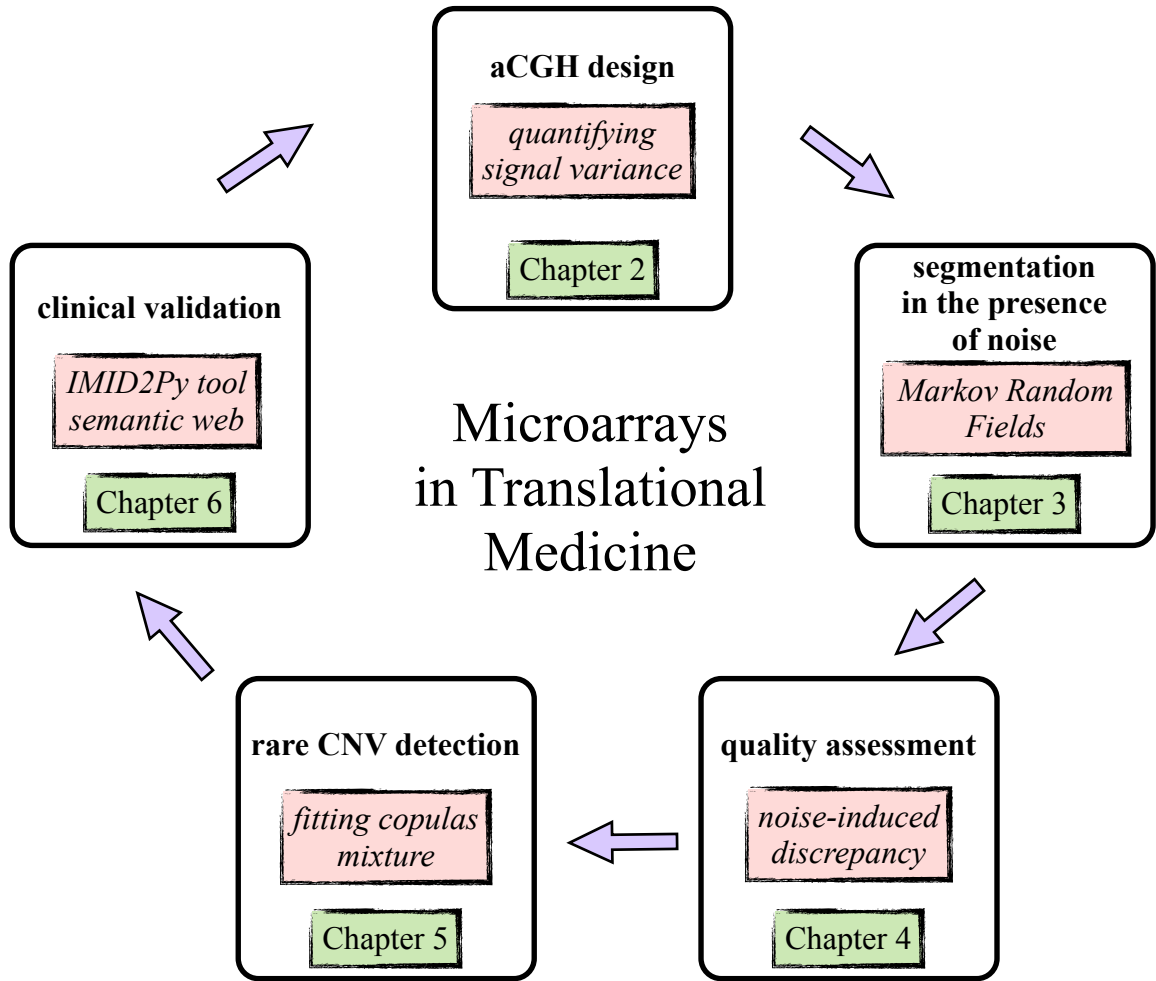 aCGH design
quantifying
signal variance
Chapter 2
segmentation
in the presence
of noise
Markov Random
Fields
Chapter 3
quality assessment
noise-induced
discrepancy
Chapter 4
rare CNV detection
fitting copulas
mixture
Chapter 5
clinical validation
IMID2Py tool
semantic web
Chapter 6
Microarrays
in Translational
Medicine